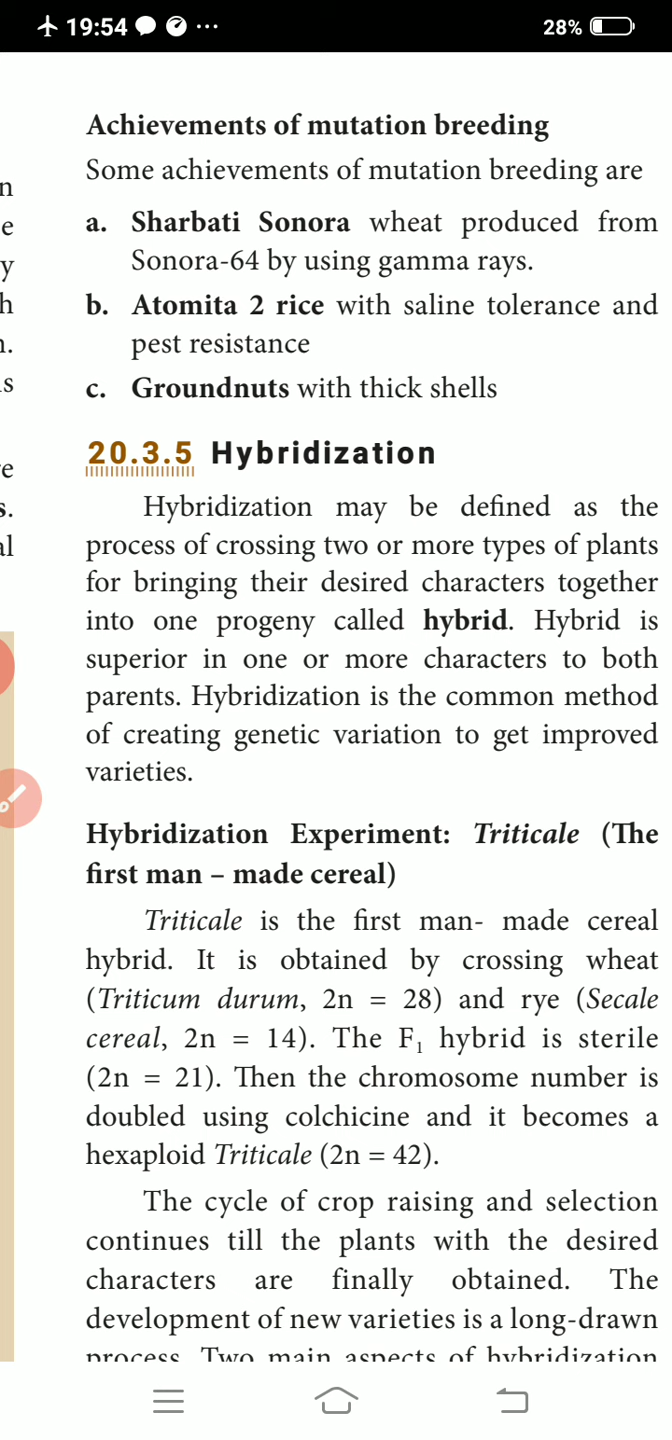 19:54 ... 28%
Achievements of mutation breeding
Some achievements of mutation breeding are
n
a. Sharbati Sonora wheat produced from
e
Sonora-64 by using gamma rays.
y
b. Atomita 2 rice with saline tolerance and
h
pest resistance
c. Groundnuts with thick shells
s
20.3.5 Hybridization
e
Hybridization may be defined as the
s.
process of crossing two or more types of plants
al
for bringing their desired characters together
into one progeny called hybrid. Hybrid is
superior in one or more characters to both
parents. Hybridization is the common method
of creating genetic variation to get improved
varieties.
Hybridization Experiment: Triticale (The
first man – made cereal)
Triticale is the first man- made cereal
hybrid. It is obtained by crossing wheat
(Triticum durum, 2n = 28) and rye (Secale
cereal, 2n = 14). The F₁ hybrid is sterile
(2n = 21). Then the chromosome number is
doubled using colchicine and it becomes a
hexaploid Triticale (2n = 42).
The cycle of crop raising and selection
continues till the plants with the desired
characters are finally obtained. The
development of new varieties is a long-drawn
process. Two main aspects of hybridization